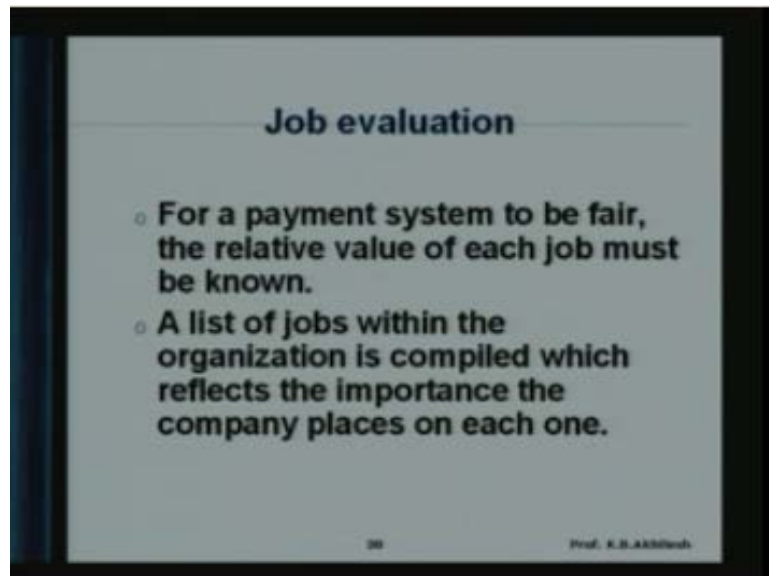 Job evaluation
For a payment system to be fair,
the relative value of each job must
be known.
A list of jobs within the
organization is compiled which
reflects the importance the
company places on each one.
Prof. K.B.Akhilesh